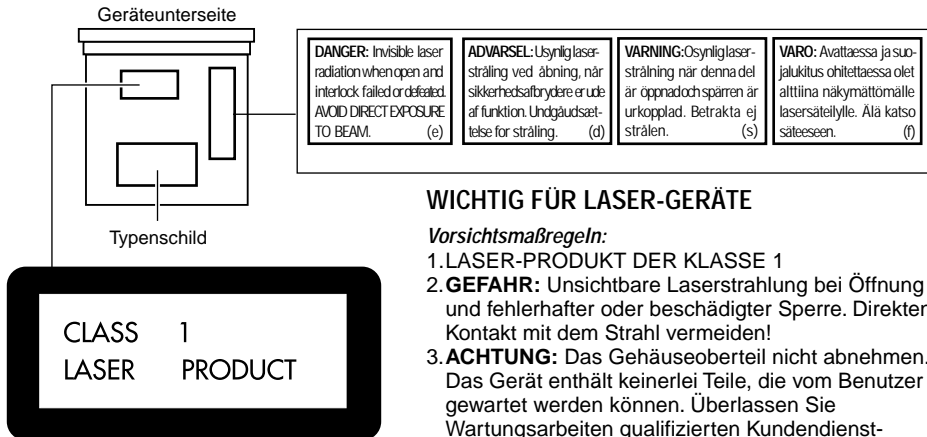 Geräteunterseite
DANGER: Invisible laser
radiation when open and
interlock failed or defeated.
AVOID DIRECT EXPOSURE
TO BEAM. (e)
ADVARSEL: Usynlig laser-
stråling ved åbning, når
sikkerhedsafbrydere er ude
af funktion. Undgå udsæt-
telse for stråling. (d)
VARNING: Osynlig laser-
strålning när denna del
är öppnad och spärren är
urkopplad. Betrakta ej
strålen. (s)
VARO: Avattaessa ja suo-
jalukitus ohitettaessa olet
alttiina näkymättömälle
lasersäteilylle. Älä katso
säteeseen. (f)
Typenschild
CLASS 1
LASER PRODUCT
WICHTIG FÜR LASER-GERÄTE
Vorsichtsmaßregeln:
1.LASER-PRODUKT DER KLASSE 1
2.GEFAHR: Unsichtbare Laserstrahlung bei Öffnung
und fehlerhafter oder beschädigter Sperre. Direkten
Kontakt mit dem Strahl vermeiden!
3.ACHTUNG: Das Gehäuseoberteil nicht abnehmen.
Das Gerät enthält keinerlei Teile, die vom Benutzer
gewartet werden können. Überlassen Sie
Wartungsarbeiten qualifizierten Kundendienst-